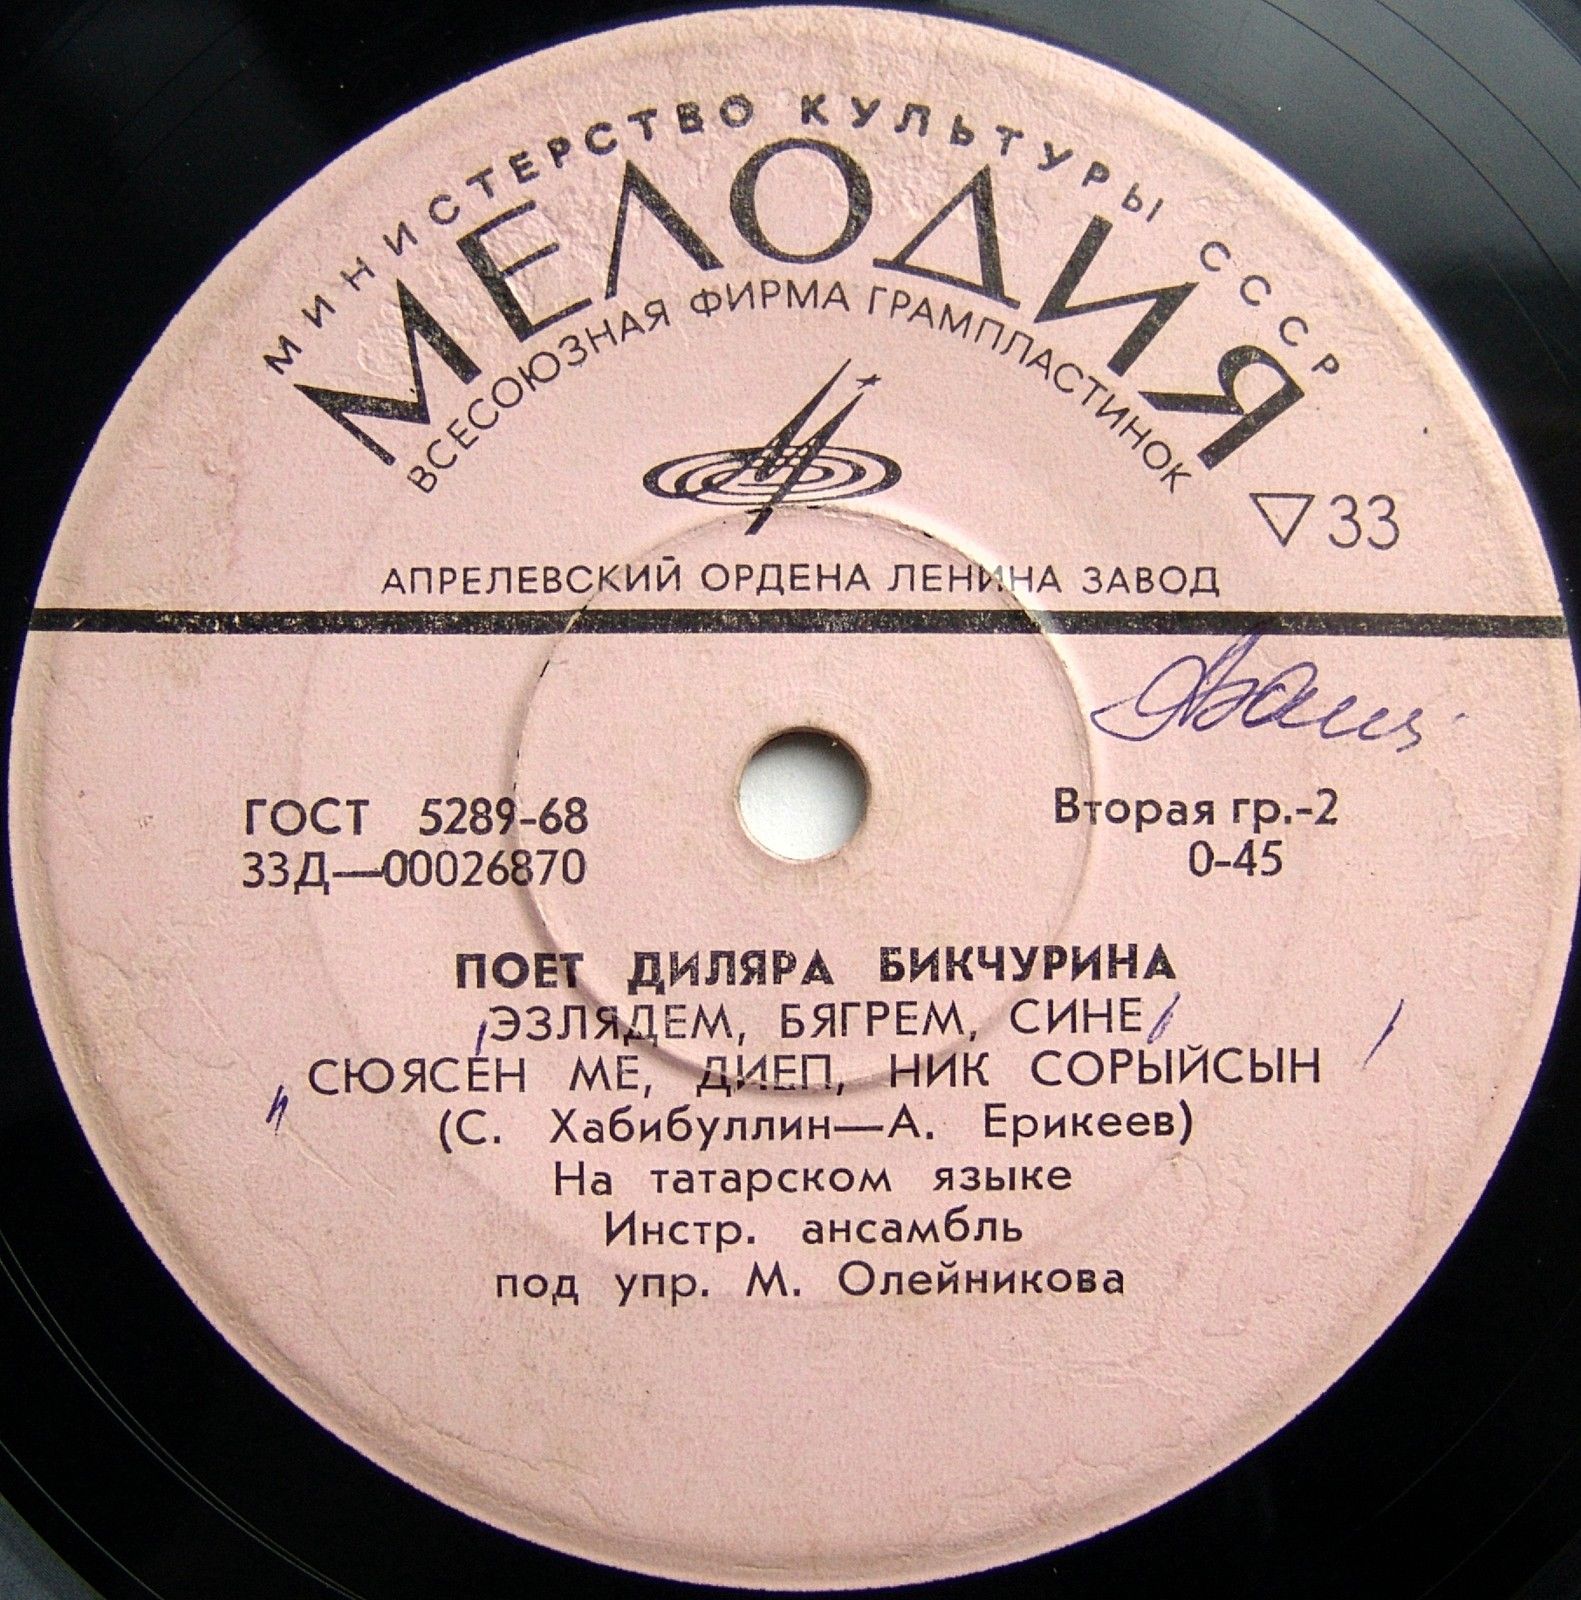 МИНИСТЕРСТВО КУЛЬТУРЫ СССР
МЕЛОДИЯ
ВСЕСОЮЗНАЯ ФИРМА ГРАМПЛАСТИНОК
33
АПРЕЛЕВСКИЙ ОРДЕНА ЛЕНИНА ЗАВОД
ГОСТ 5289-68
Вторая гр.-2
33Д—00026870
0-45
ПОЕТ ДИЛЯРА БИКЧУРИНА
ЭЗЛЯДЕМ, БЯГРЕМ, СИНЕ
СЮЯСЕН МЕ, ДИЕП, НИК СОРЫЙСЫН
(С. Хабибуллин—А. Ерикеев)
На татарском языке
Инстр. ансамбль
под упр. М. Олейникова